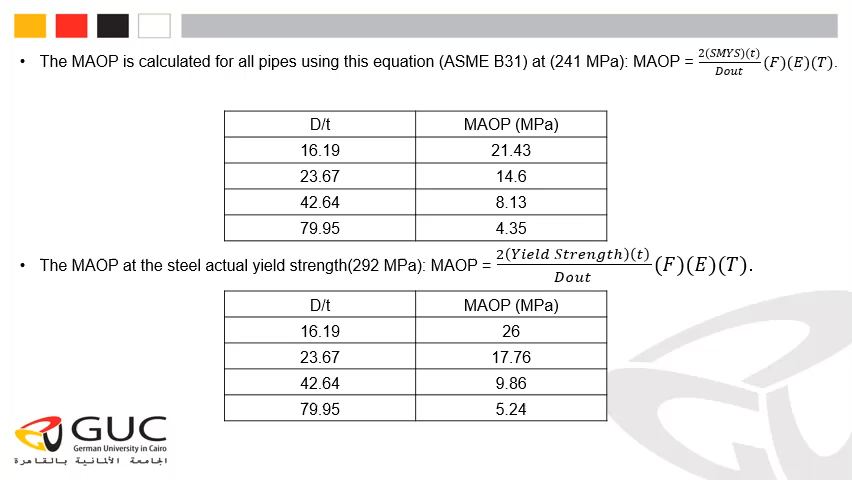 • The MAOP is calculated for all pipes using this equation (ASME B31) at (241 MPa): MAOP = 2(SMYS)(t)/Dout (F)(E)(T).
D/t MAOP (MPa)
16.19 21.43
23.67 14.6
42.64 8.13
79.95 4.35
• The MAOP at the steel actual yield strength(292 MPa): MAOP = 2(Yield Strength)(t)/Dout (F)(E)(T).
D/t MAOP (MPa)
16.19 26
23.67 17.76
42.64 9.86
79.95 5.24
GUC
German University in Cairo
الجامعة الألمانية بالقاهرة